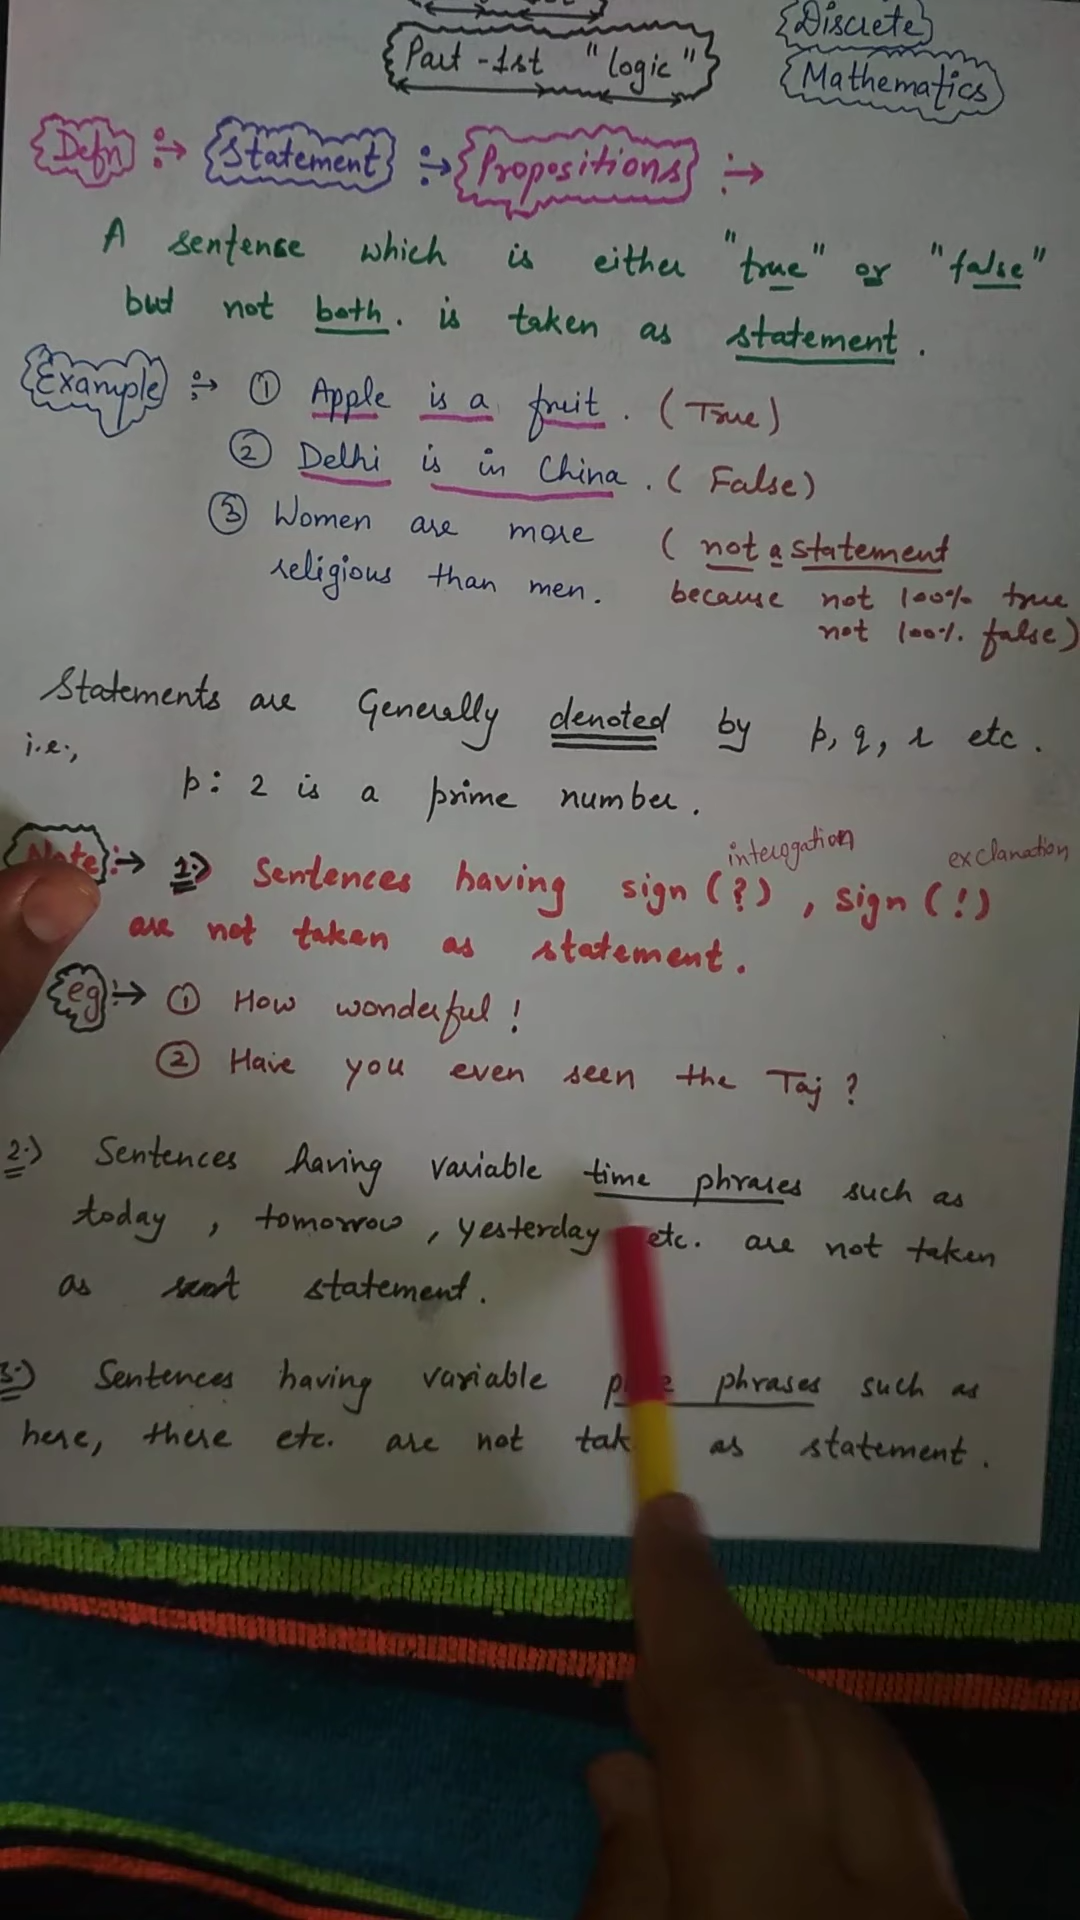 Part -1st "logic"
Discrete
Mathematics
Defn :→ Statement :→ Propositions :→
A sentense which is either "true" or "false"
but not both. is taken as statement.
Example :→ ① Apple is a fruit. (True)
② Delhi is in China. (False)
③ Women are more (not a statement
religious than men. because not 100% true
not 100% false)
Statements are Generally denoted by p, q, r etc.
i.e.,
p: 2 is a prime number.
interogation exclanation
Note:→ 1.) Sentences having sign (?), sign (!)
are not taken as statement.
eg:→ ① How wonderful!
② Have you even seen the Taj?
2.) Sentences having variable time phrases such as
today, tomorrow, yesterday etc. are not taken
as statement.
3.) Sentences having variable phrases such as
here, there etc. are not as statement.